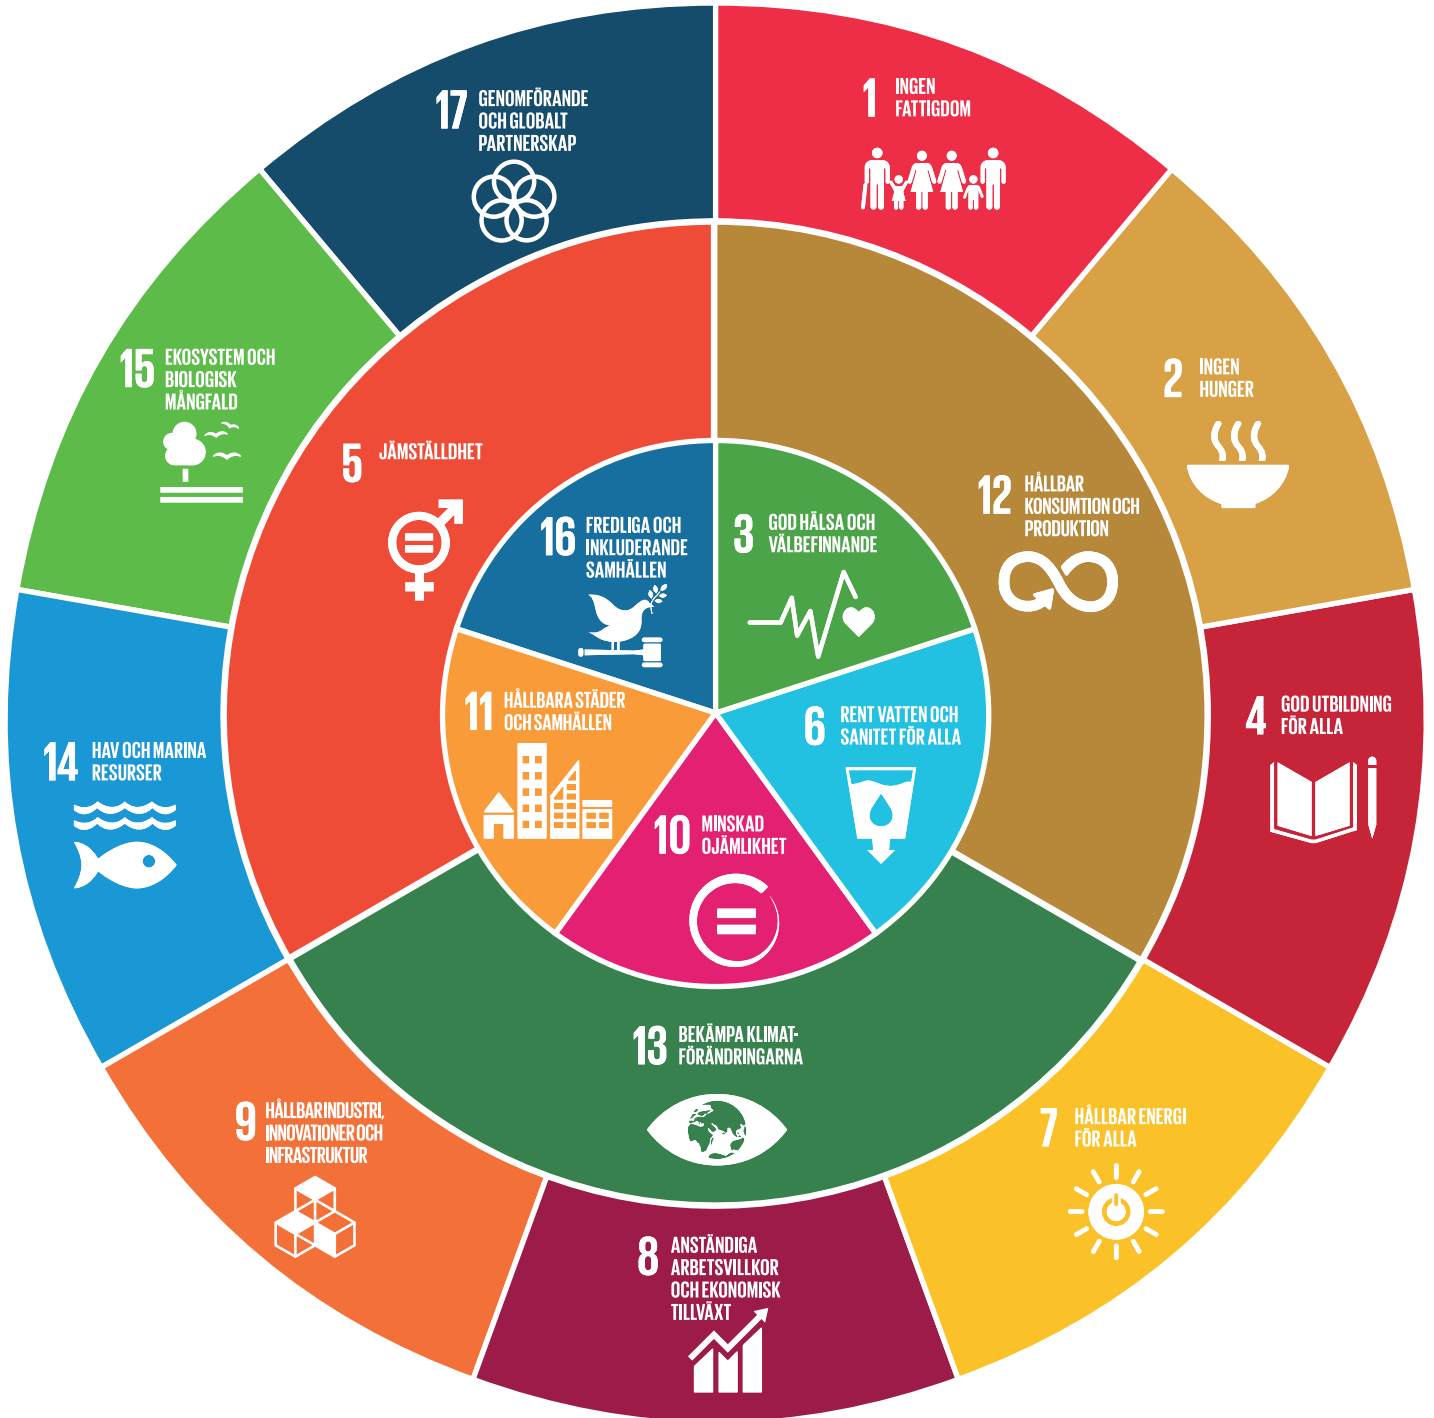 17 GENOMFÖRANDE
OCH GLOBALT
PARTNERSKAP
1 INGEN
FATTIGDOM
15 EKOSYSTEM OCH
BIOLOGISK
MÅNGFALD
2 INGEN
HUNGER
5 JÄMSTÄLLDHET
12 HÅLLBAR
KONSUMTION OCH
PRODUKTION
16 FREDLIGA OCH
INKLUDERANDE
SAMHÄLLEN
3 GOD HÄLSA OCH
VÄLBEFINNANDE
11 HÅLLBARA STÄDER
OCH SAMHÄLLEN
6 RENT VATTEN OCH
SANITET FÖR ALLA
4 GOD UTBILDNING
FÖR ALLA
14 HAV OCH MARINA
RESURSER
10 MINSKAD
OJÄMLIKHET
13 BEKÄMPA KLIMAT-
FÖRÄNDRINGARNA
9 HÅLLBAR INDUSTRI,
INNOVATIONER OCH
INFRASTRUKTUR
7 HÅLLBAR ENERGI
FÖR ALLA
8 ANSTÄNDIGA
ARBETSVILLKOR
OCH EKONOMISK
TILLVÄXT